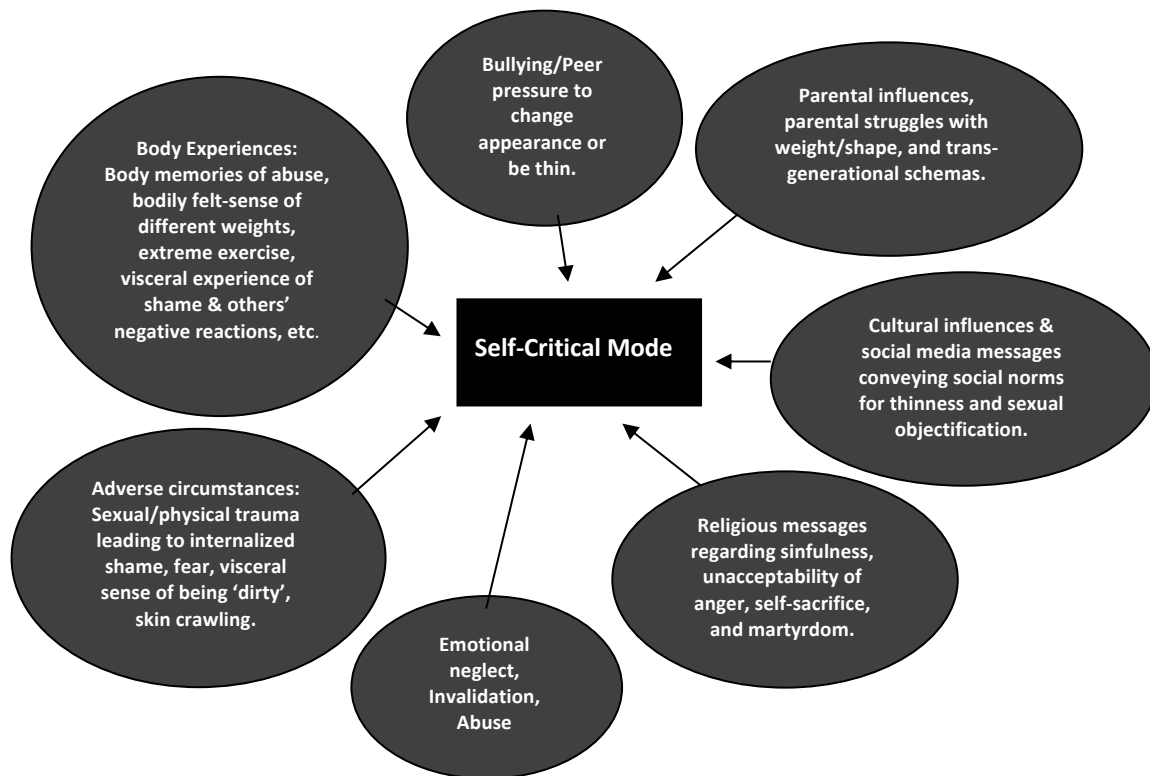 Bullying/Peer
pressure to
change
appearance or
be thin.
Parental influences,
parental struggles with
weight/shape, and trans-
generational schemas.
Body Experiences:
Body memories of abuse,
bodily felt-sense of
different weights,
extreme exercise,
visceral experience of
shame & others’
negative reactions, etc.
Self-Critical Mode
Cultural influences &
social media messages
conveying social norms
for thinness and sexual
objectification.
Adverse circumstances:
Sexual/physical trauma
leading to internalized
shame, fear, visceral
sense of being ‘dirty’,
skin crawling.
Religious messages
regarding sinfulness,
unacceptability of
anger, self-sacrifice,
and martyrdom.
Emotional
neglect,
Invalidation,
Abuse